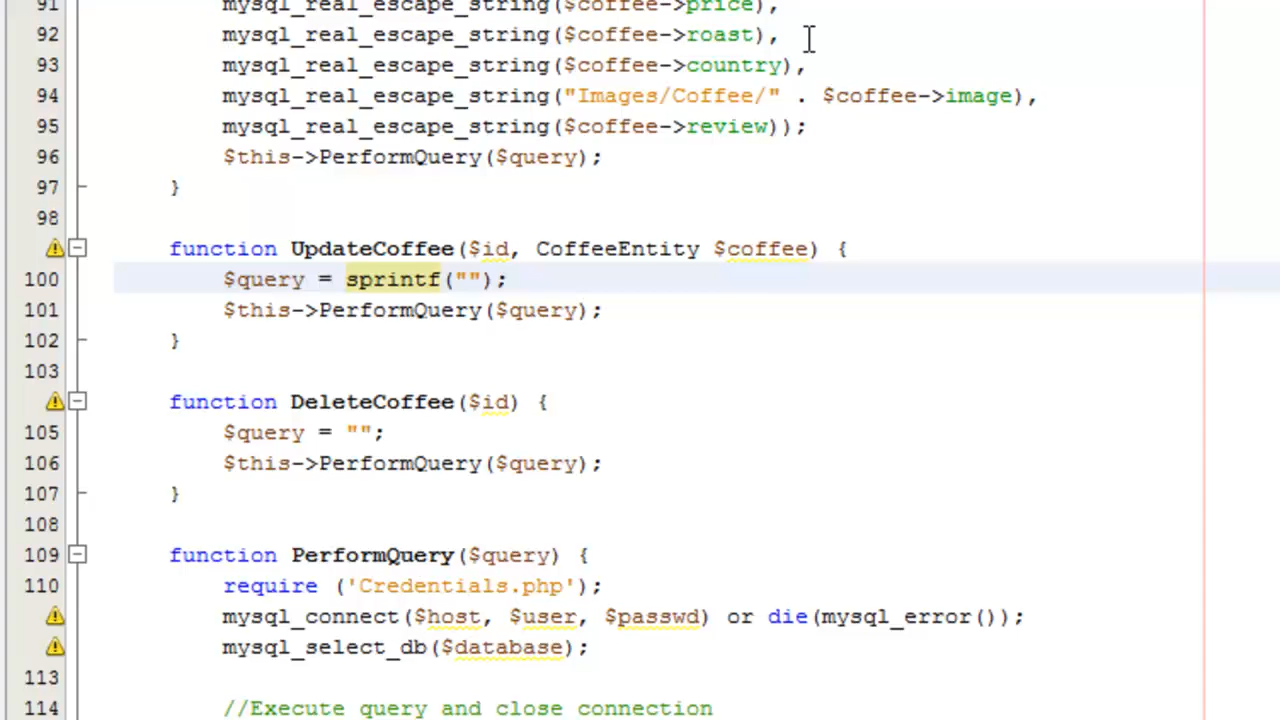 91 mysql_real_escape_string($coffee->price),
92 mysql_real_escape_string($coffee->roast),
93 mysql_real_escape_string($coffee->country),
94 mysql_real_escape_string("Images/Coffee/" . $coffee->image),
95 mysql_real_escape_string($coffee->review));
96 $this->PerformQuery($query);
97 }
98
function UpdateCoffee($id, CoffeeEntity $coffee) {
100 $query = sprintf("");
101 $this->PerformQuery($query);
102 }
103
function DeleteCoffee($id) {
105 $query = "";
106 $this->PerformQuery($query);
107 }
108
109 function PerformQuery($query) {
110 require ('Credentials.php');
mysql_connect($host, $user, $passwd) or die(mysql_error());
mysql_select_db($database);
113
114 //Execute query and close connection